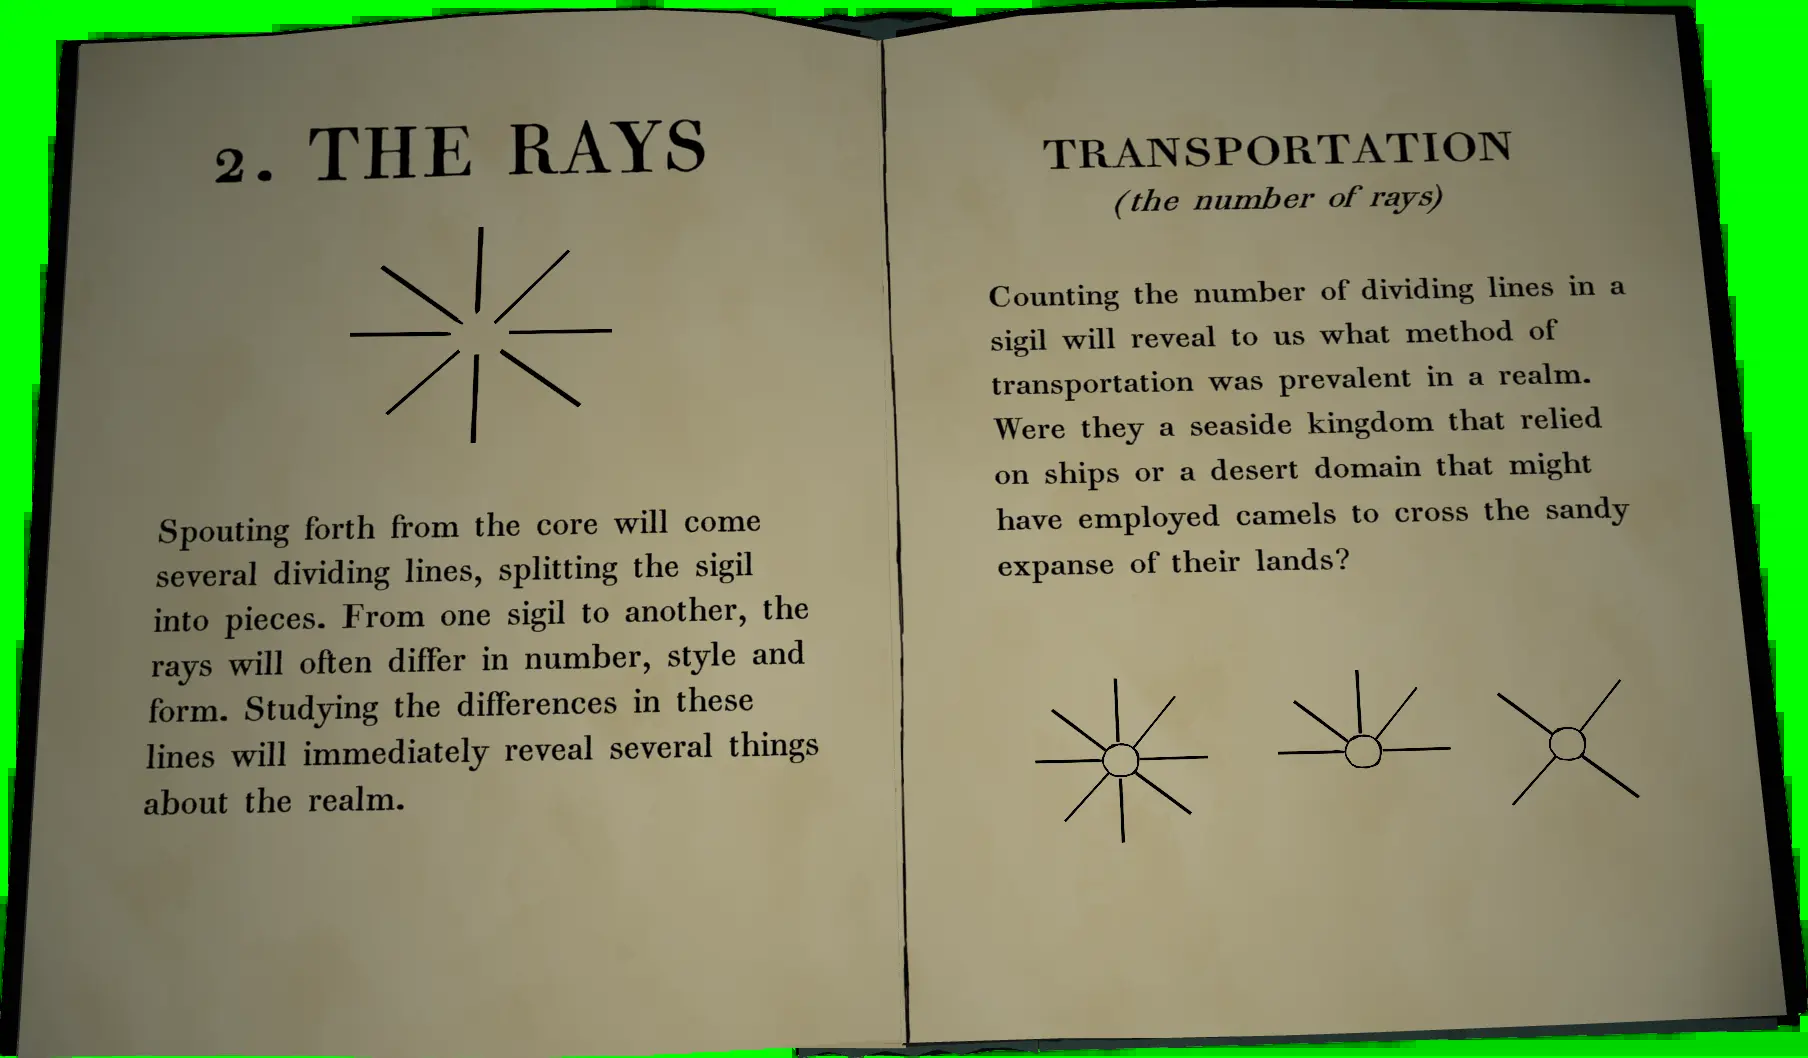 2. THE RAYS
Spouting forth from the core will come
several dividing lines, splitting the sigil
into pieces. From one sigil to another, the
rays will often differ in number, style and
form. Studying the differences in these
lines will immediately reveal several things
about the realm.
TRANSPORTATION
(the number of rays)
Counting the number of dividing lines in a
sigil will reveal to us what method of
transportation was prevalent in a realm.
Were they a seaside kingdom that relied
on ships or a desert domain that might
have employed camels to cross the sandy
expanse of their lands?